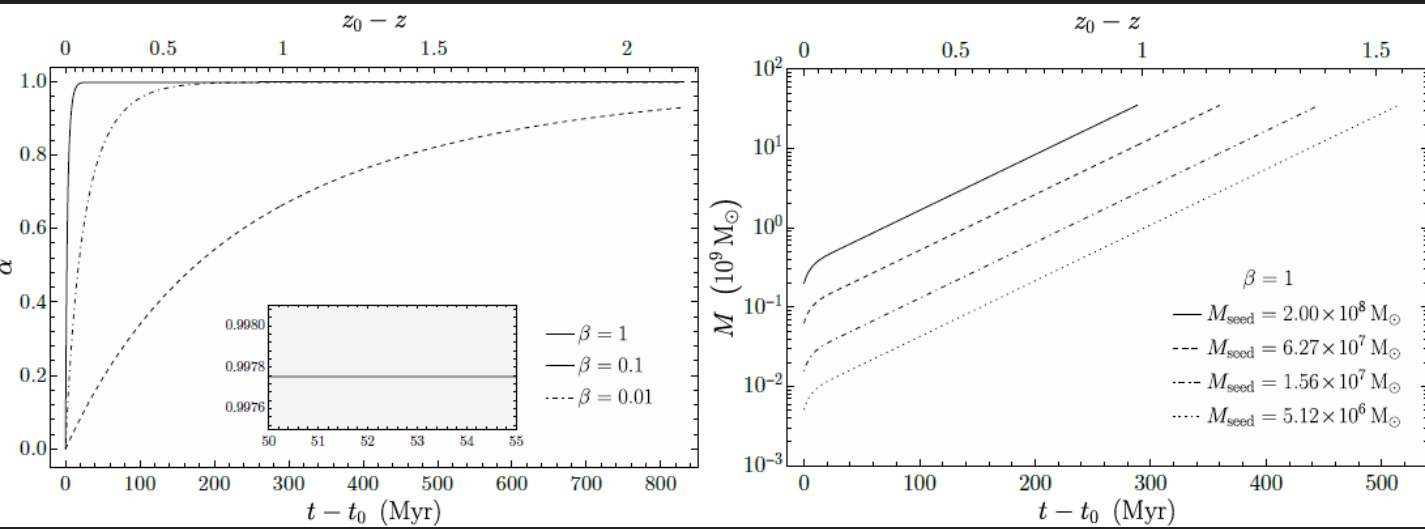 z₀ − z
0 0.5 1 1.5 2
1.0
0.8
0.6
0.4
0.2
0.0
α
0.9980
0.9978
0.9976
50 51 52 53 54 55
β = 1
β = 0.1
β = 0.01
0 100 200 300 400 500 600 700 800
t − t₀ (Myr)
z₀ − z
0 0.5 1 1.5
10²
10¹
10⁰
10⁻¹
10⁻²
10⁻³
M (10⁹ M☉)
β = 1
M_seed = 2.00×10⁸ M☉
M_seed = 6.27×10⁷ M☉
M_seed = 1.56×10⁷ M☉
M_seed = 5.12×10⁶ M☉
0 100 200 300 400 500
t − t₀ (Myr)